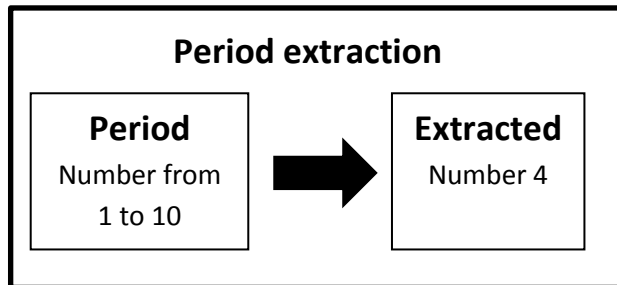 Period extraction
Period
Number from
1 to 10
Extracted
Number 4